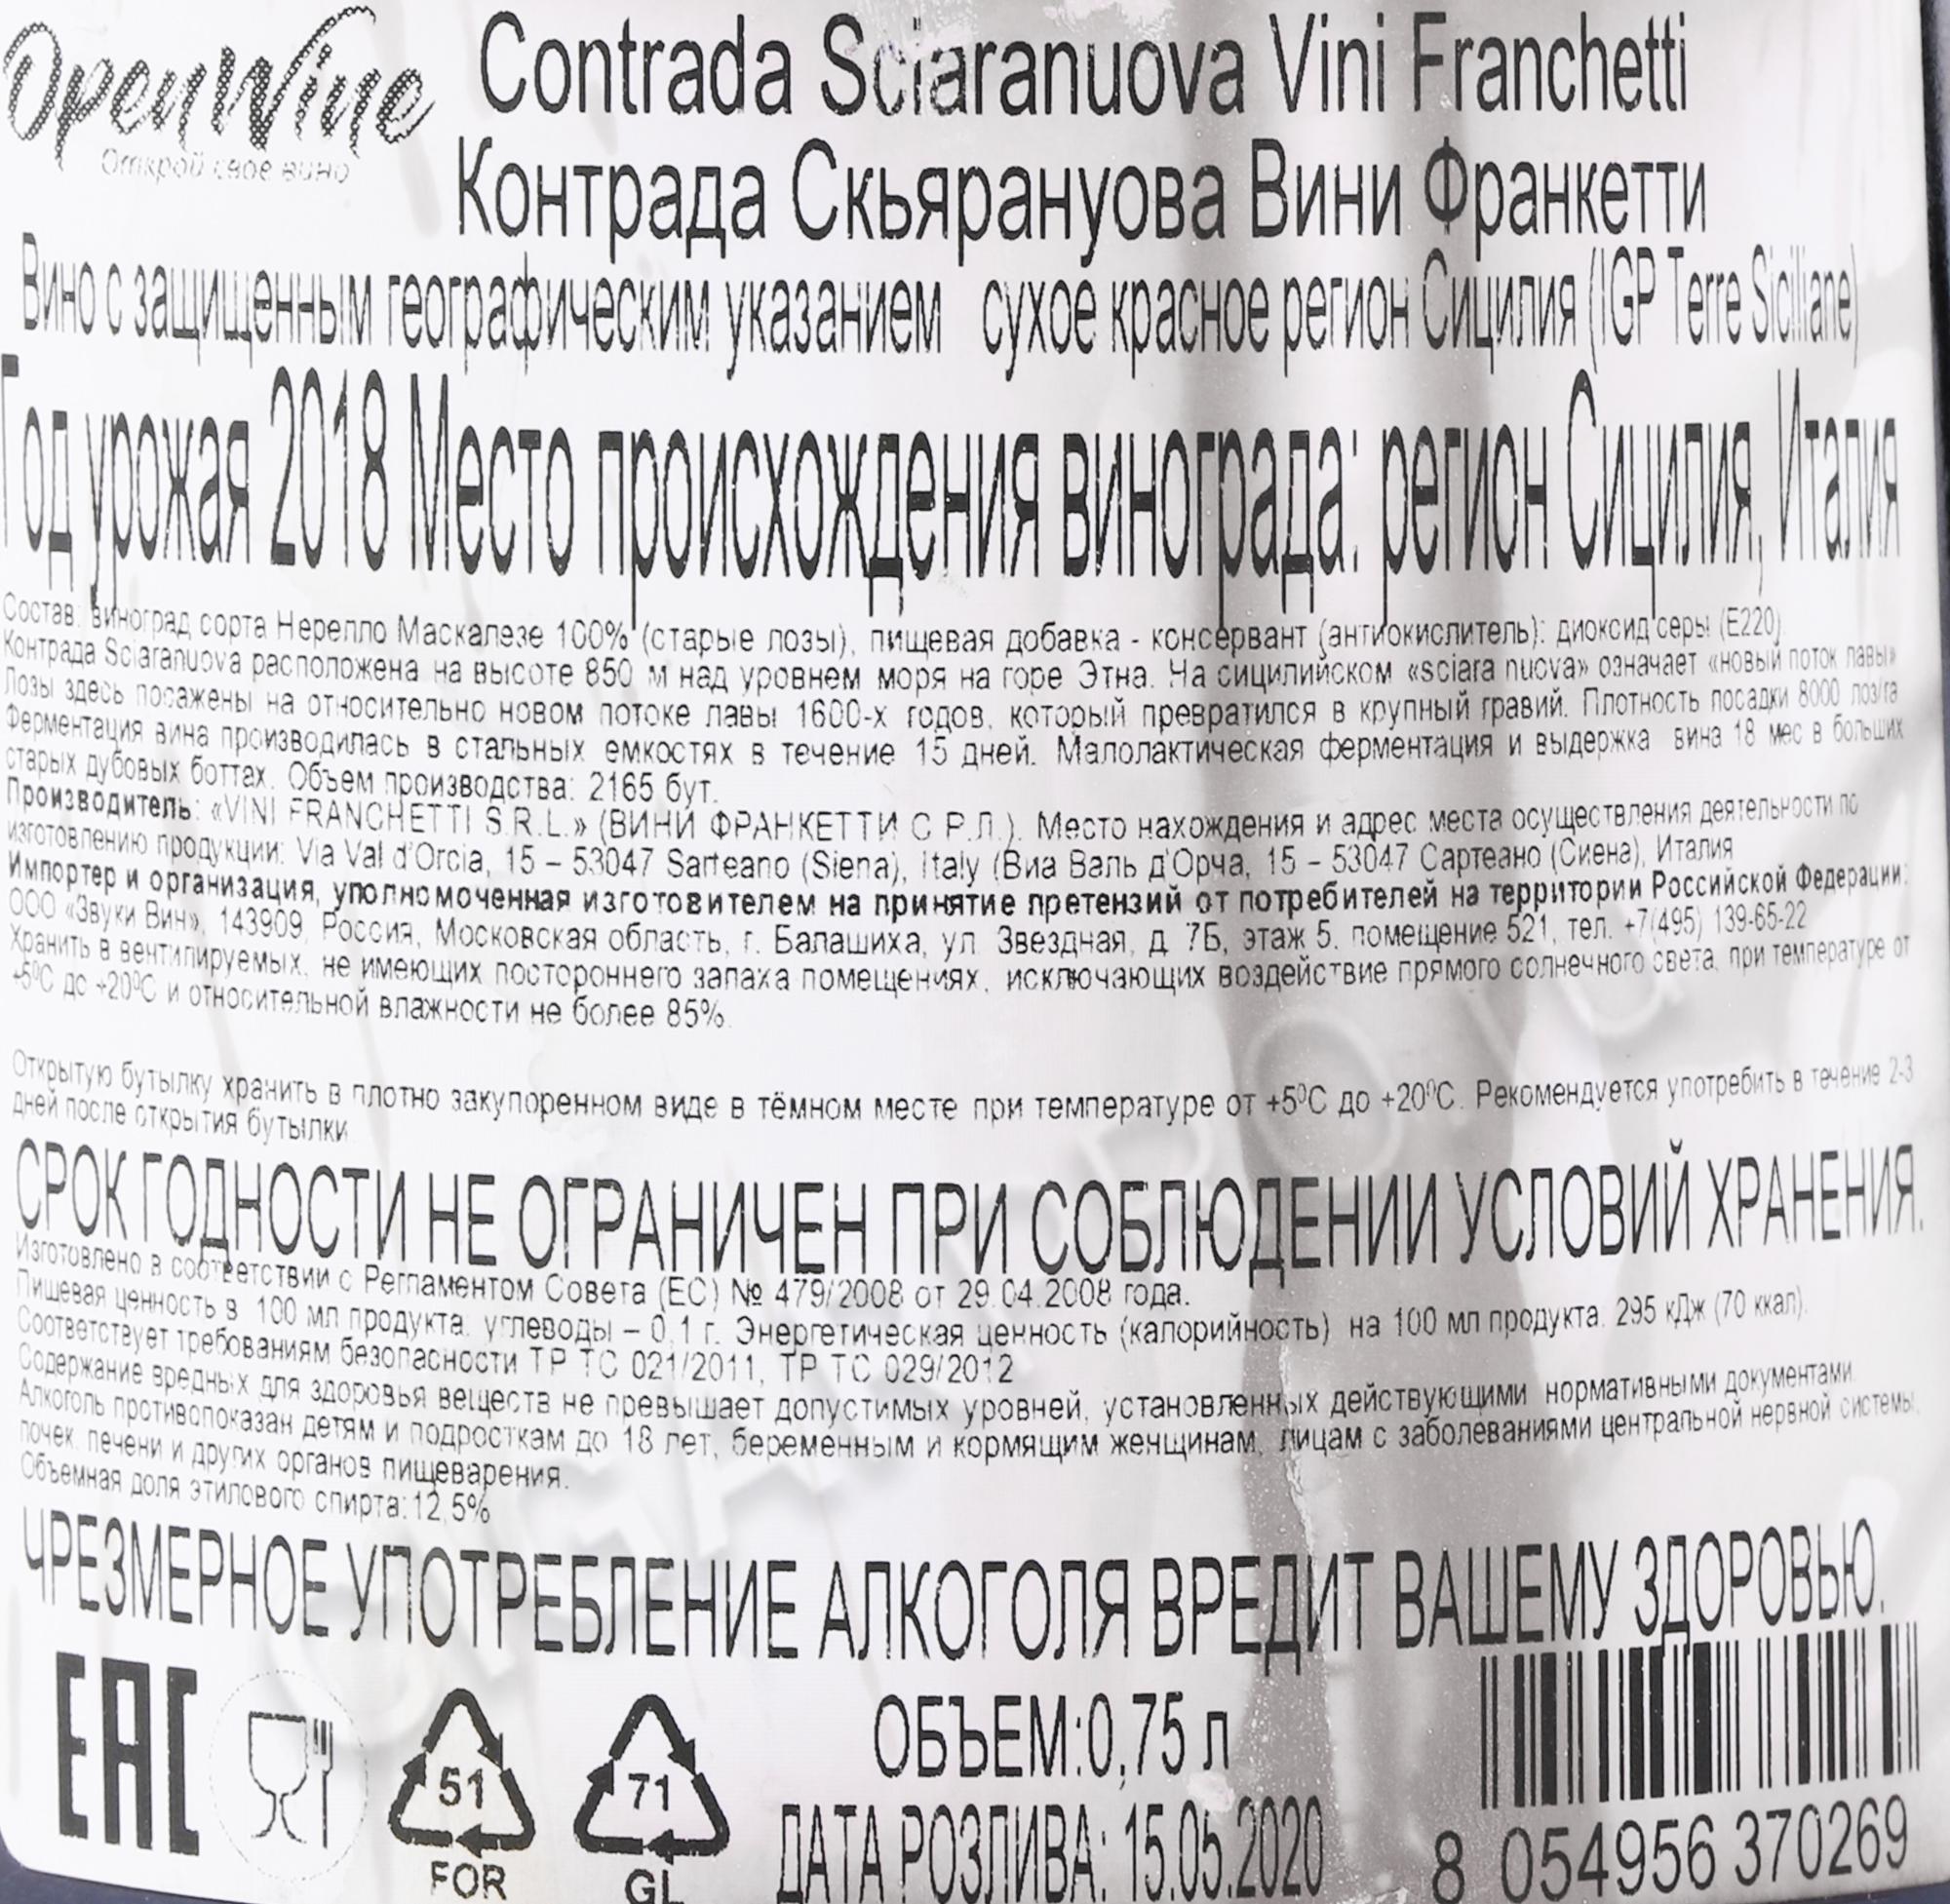 OpenWine
Открой свое вино
Contrada Sciaranuova Vini Franchetti
Контрада Скьярануова Вини Франкетти
Вино с защищенным географическим указанием сухое красное регион Сицилия (IGP Terre Siciliane)
Год урожая 2018 Место происхождения винограда: регион Сицилия, Италия
Состав: виноград сорта Нерелло Маскалезе 100% (старые лозы), пищевая добавка - консервант (антиокислитель): диоксид серы (Е220)
Контрада Sciaranuova расположена на высоте 850 м над уровнем моря на горе Этна. На сицилийском «sciara nuova» означает «новый поток лавы»
Лозы здесь посажены на относительно новом потоке лавы 1600-х годов, который превратился в крупный гравий. Плотность посадки 8000 лоз/га
Ферментация вина производилась в стальных емкостях в течение 15 дней. Малолактическая ферментация и выдержка вина 18 мес в больших
старых дубовых боттах. Объем производства: 2165 бут.
Производитель: «VINI FRANCHETTI S.R.L.» (ВИНИ ФРАНКЕТТИ С.Р.Л.). Место нахождения и адрес места осуществления деятельности по
изготовлению продукции: Via Val d'Orcia, 15 – 53047 Sarteano (Siena), Italy (Виа Валь д'Орча, 15 – 53047 Сартеано (Сиена), Италия
Импортер и организация, уполномоченная изготовителем на принятие претензий от потребителей на территории Российской Федерации:
ООО «Звуки Вин», 143909, Россия, Московская область, г. Балашиха, ул. Звездная, д. 7Б, этаж 5, помещение 521, тел. +7(495) 139-65-22
Хранить в вентилируемых, не имеющих постороннего запаха помещениях, исключающих воздействие прямого солнечного света, при температуре от
+5⁰С до +20⁰С и относительной влажности не более 85%.
Открытую бутылку хранить в плотно закупоренном виде в тёмном месте при температуре от +5⁰С до +20⁰С. Рекомендуется употребить в течение 2-3
дней после открытия бутылки
СРОК ГОДНОСТИ НЕ ОГРАНИЧЕН ПРИ СОБЛЮДЕНИИ УСЛОВИЙ ХРАНЕНИЯ.
Изготовлено в соответствии с Регламентом Совета (ЕС) № 479/2008 от 29.04.2008 года.
Пищевая ценность в 100 мл продукта: углеводы – 0,1 г. Энергетическая ценность (калорийность) на 100 мл продукта: 295 кДж (70 ккал).
Соответствует требованиям безопасности ТР ТС 021/2011, ТР ТС 029/2012
Содержание вредных для здоровья веществ не превышает допустимых уровней, установленных действующими нормативными документами.
Алкоголь противопоказан детям и подросткам до 18 лет, беременным и кормящим женщинам, лицам с заболеваниями центральной нервной системы,
почек, печени и других органов пищеварения.
Объемная доля этилового спирта: 12,5%
ЧРЕЗМЕРНОЕ УПОТРЕБЛЕНИЕ АЛКОГОЛЯ ВРЕДИТ ВАШЕМУ ЗДОРОВЬЮ.
EAC
51
FOR
71
GL
ОБЪЕМ:0,75 л
ДАТА РОЗЛИВА: 15.05.2020
8 054956 370269